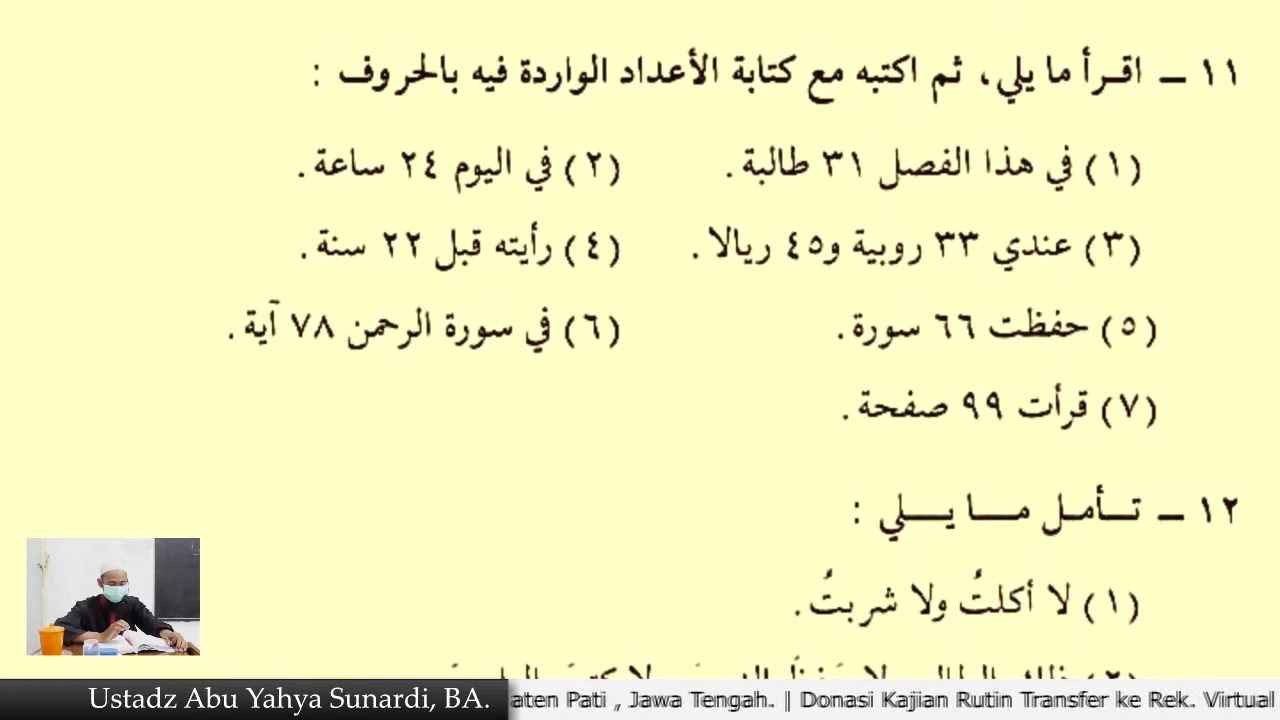 ١١ – اقرأ ما يلي، ثم اكتبه مع كتابة الأعداد الواردة فيه بالحروف :
(١) في هذا الفصل ٣١ طالبة . (٢) في اليوم ٢٤ ساعة .
(٣) عندي ٣٣ روبية و٤٥ ريالا . (٤) رأيته قبل ٢٢ سنة .
(٥) حفظت ٦٦ سورة . (٦) في سورة الرحمن ٧٨ آية .
(٧) قرأت ٩٩ صفحة .
١٢ – تأمل ما يلي :
(١) لا أكلتُ ولا شربتُ .
Ustadz Abu Yahya Sunardi, BA. aten Pati ,, Jawa Tengah. | Donasi Kajian Rutin Transfer ke Rek. Virtual